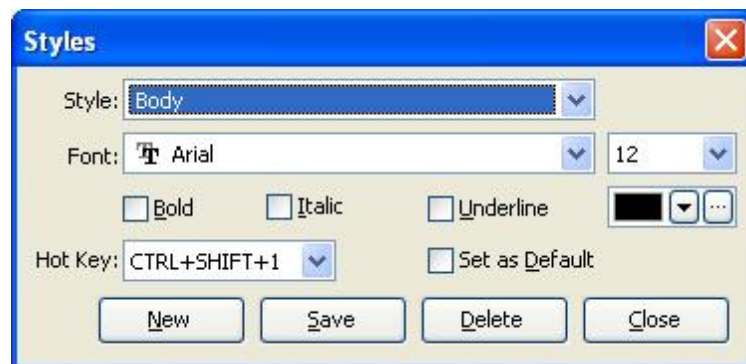 Styles
Style: Body
Font: Arial 12
Bold Italic Underline
Hot Key: CTRL+SHIFT+1 Set as Default
New Save Delete Close